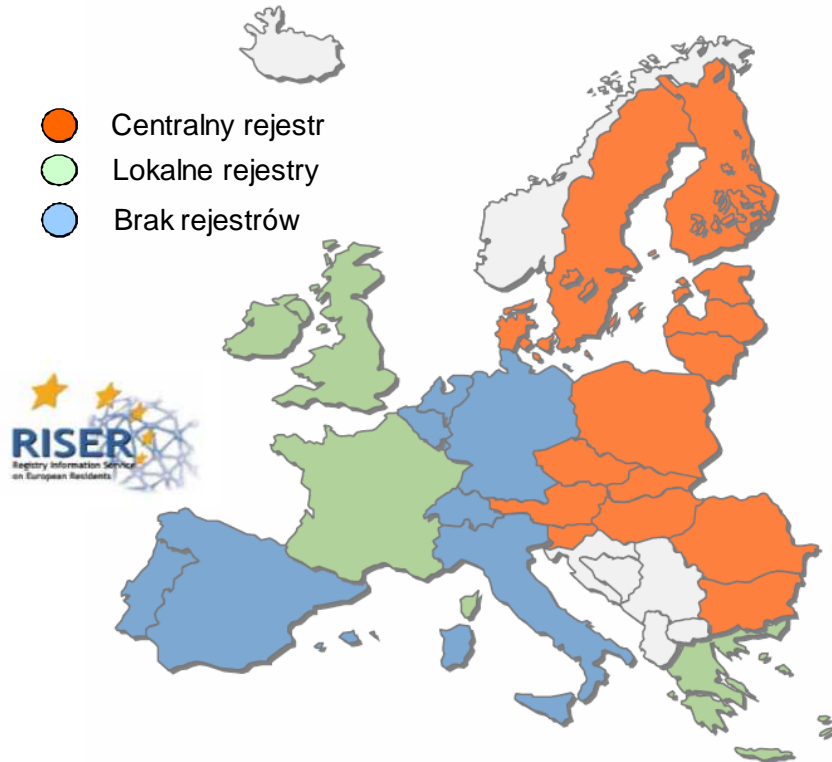 Centralny rejestr
Lokalne rejestry
Brak rejestrów
RISER
Registry Information Service
on European Residents